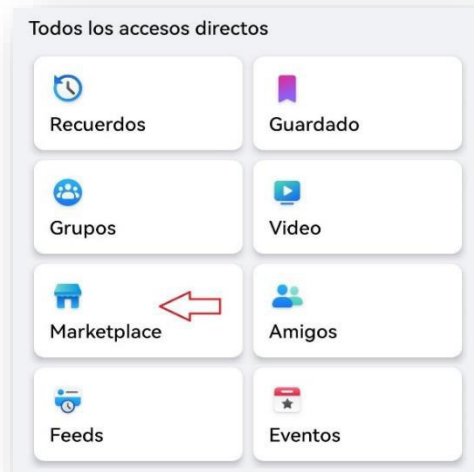 Todos los accesos directos
Recuerdos
Guardado
Grupos
Video
Marketplace
Amigos
Feeds
Eventos